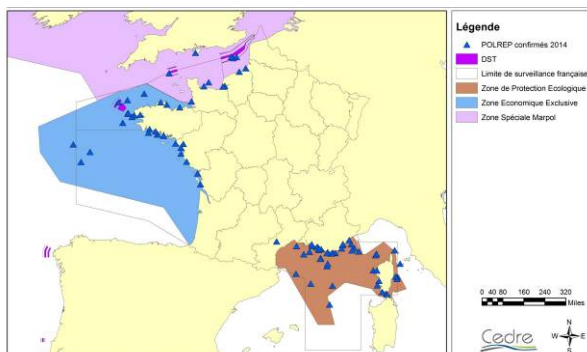 Légende
POLREP confirmés 2014
DST
Limite de surveillance française
Zone de Protection Ecologique
Zone Economique Exclusive
Zone Spéciale Marpol
0 40 80 160 240 320
Miles
Cedre
N
W E
S